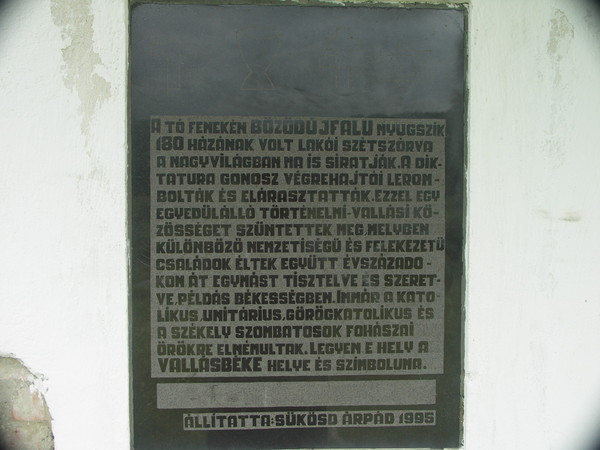 A TÓ FENEKÉN BÖZÖDÚJFALU NYUGSZIK
180 HÁZÁNAK VOLT LAKÓI SZÉTSZÓRVA
A NAGYVILÁGBAN MA IS SIRATJÁK. A DIK-
TATURA GONOSZ VÉGREHAJTÓI LEROM-
BOLTÁK ÉS ELÁRASZTATTÁK. EZZEL EGY
EGYEDÜLÁLLÓ TÖRTÉNELMI-VALLÁSI KÖ-
ZÖSSÉGET SZÜNTETTEK MEG, MELYBEN
KÜLÖNBÖZŐ NEMZETISÉGŰ ÉS FELEKEZETŰ
CSALÁDOK ÉLTEK EGYÜTT ÉVSZÁZADO-
KON ÁT EGYMÁST TISZTELVE ÉS SZERET-
VE, PÉLDÁS BÉKESSÉGBEN. IMMÁR A KATO-
LÍKUS, UNITÁRIUS, GÖRÖGKATOLIKUS ÉS
A SZÉKELY SZOMBATOSOK FOHÁSZAI
ÖRÖKRE ELNÉMULTAK. LEGYEN E HELY A
VALLÁSBÉKE HELYE ÉS SZÍMBOLUMA.
ÁLLÍTATTA: SÜKÖSD ÁRPÁD 1995